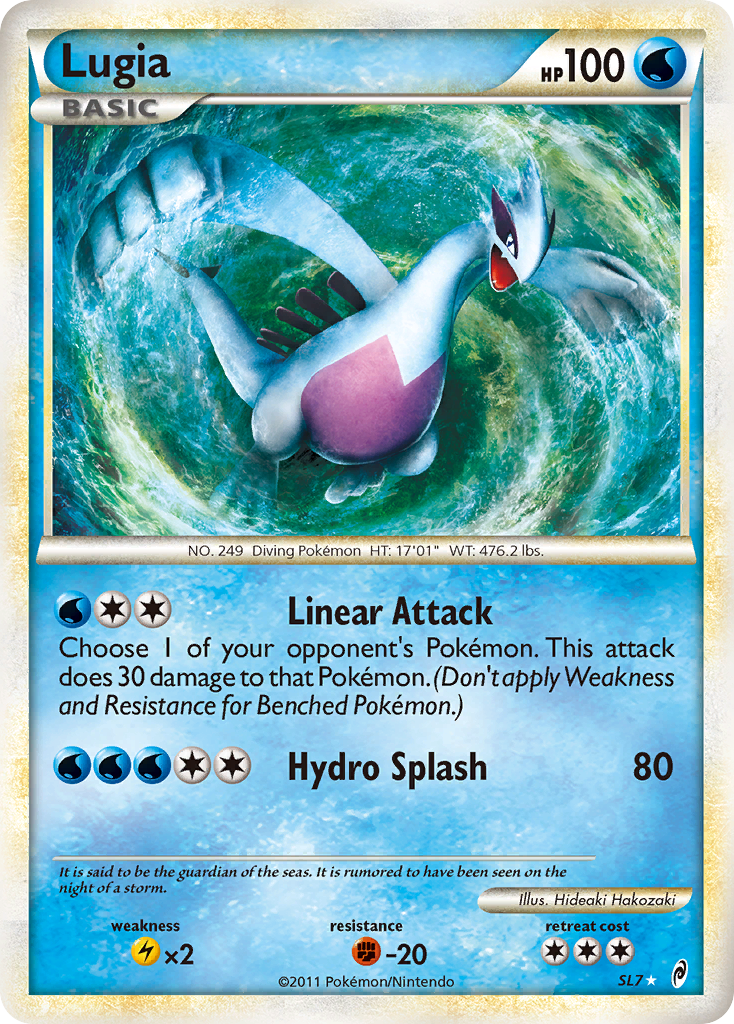 Lugia
HP100
BASIC
NO. 249 Diving Pokémon HT: 17'01" WT: 476.2 lbs.
Linear Attack
Choose 1 of your opponent's Pokémon. This attack
does 30 damage to that Pokémon.(Don't apply Weakness
and Resistance for Benched Pokémon.)
Hydro Splash 80
It is said to be the guardian of the seas. It is rumored to have been seen on the
night of a storm.
Illus. Hideaki Hakozaki
weakness resistance retreat cost
×2 -20
©2011 Pokémon/Nintendo SL7